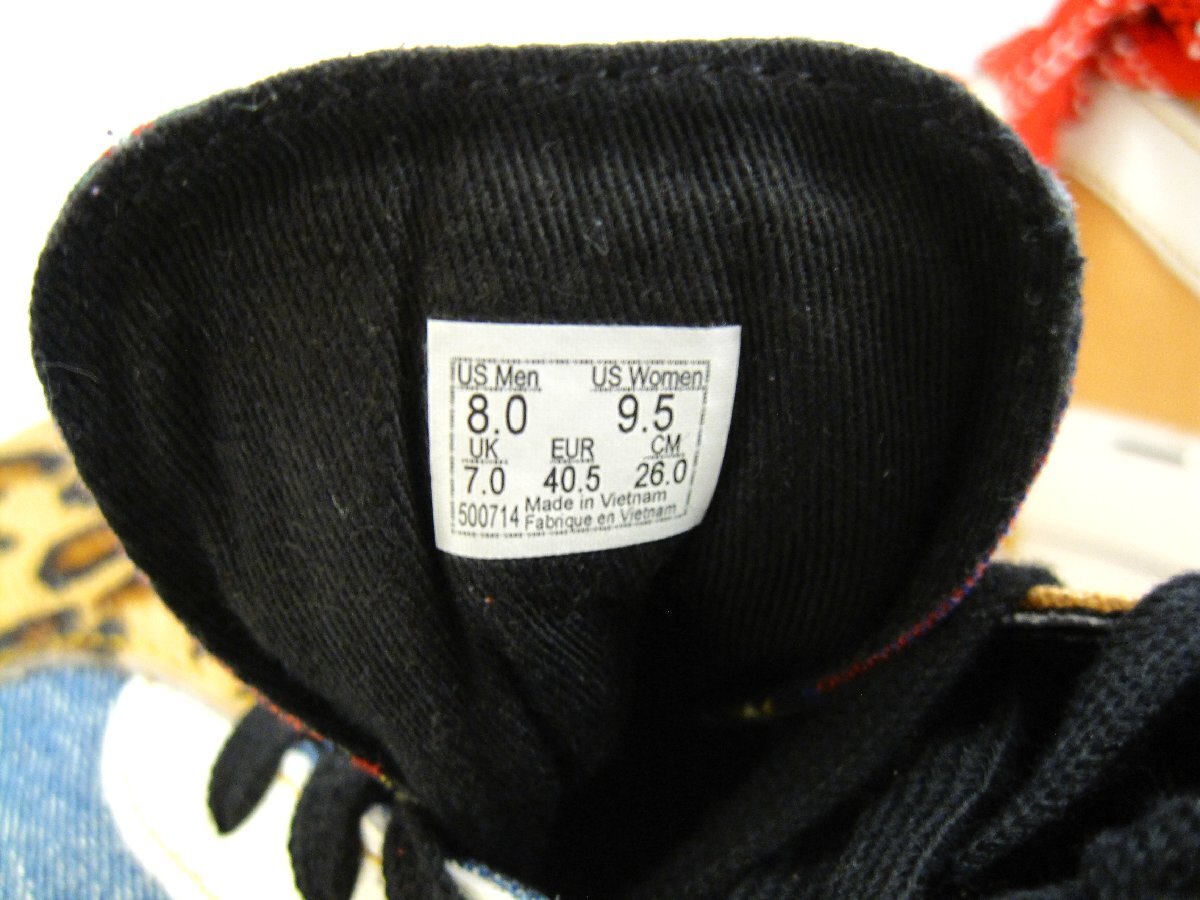 US Men US Women
8.0 9.5
UK EUR CM
7.0 40.5 26.0
500714 Made in Vietnam
Fabrique en Vietnam